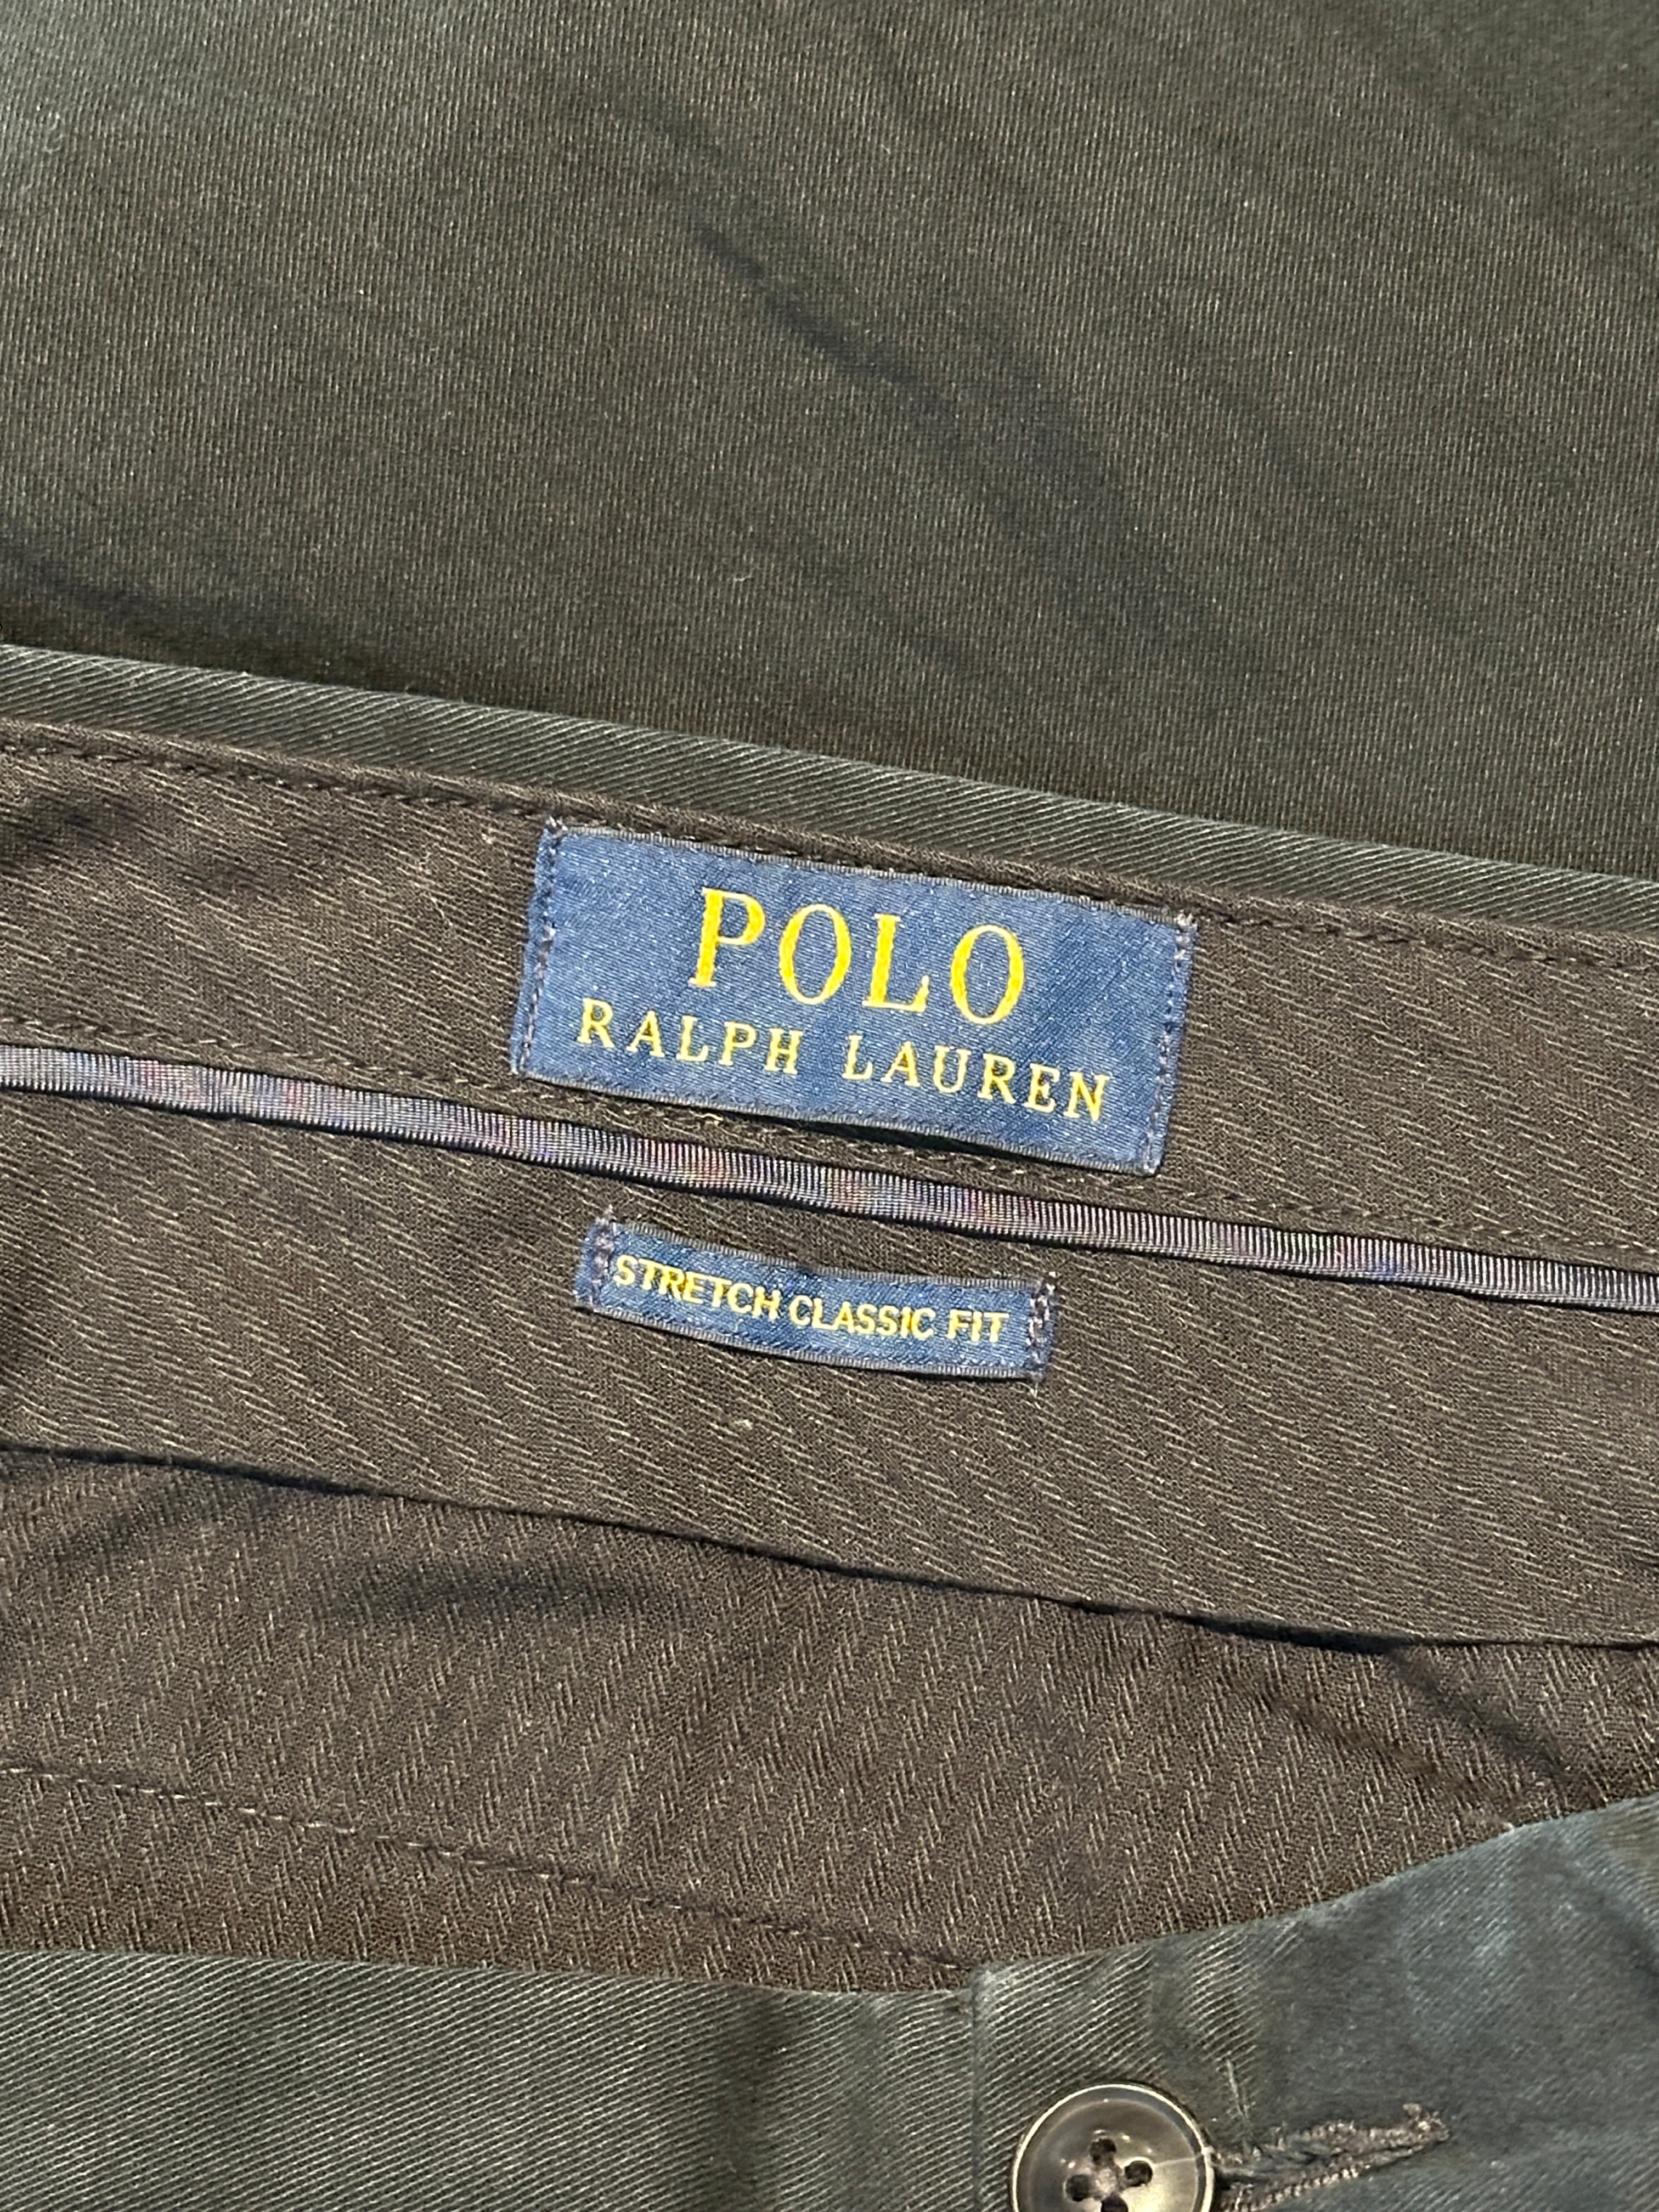 POLO
RALPH LAUREN
STRETCH CLASSIC FIT